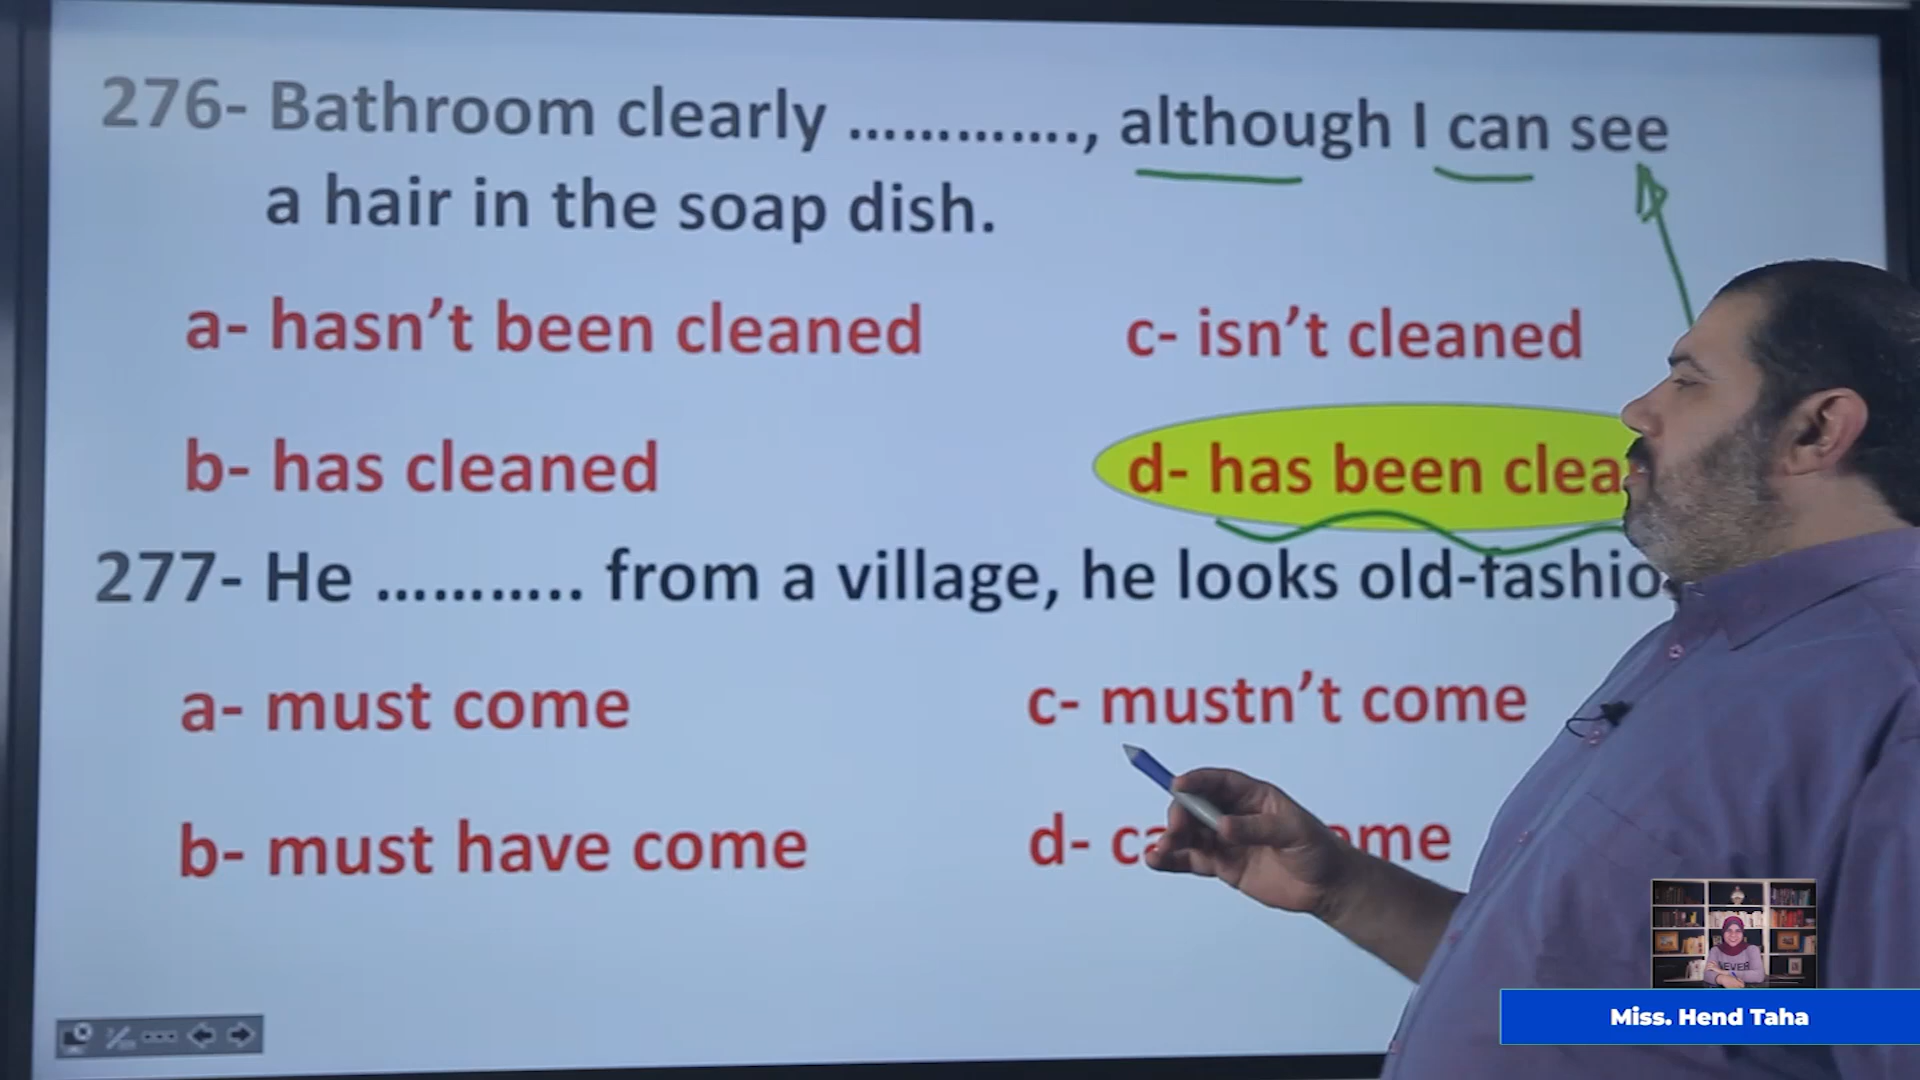 276- Bathroom clearly …………., although I can see
a hair in the soap dish.
a- hasn't been cleaned
c- isn't cleaned
b- has cleaned
d- has been clea
277- He ……….. from a village, he looks old-fashio
a- must come
c- mustn't come
b- must have come
d- ca ome
NEVER
Miss. Hend Taha